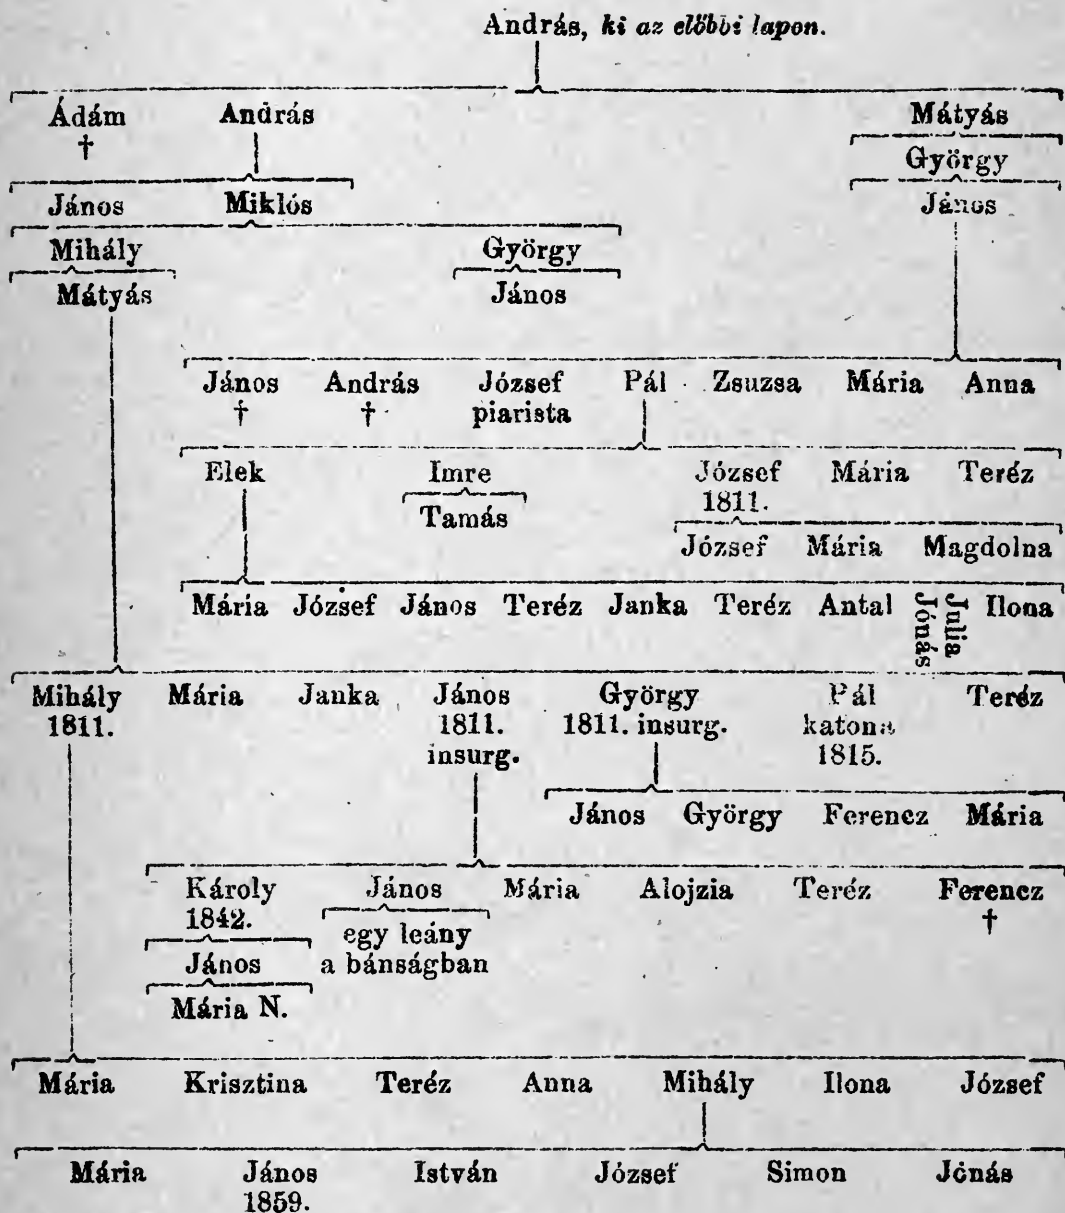 András, ki az előbbi lapon.
Ádám András Mátyás
† György
János Miklós János
Mihály György
Mátyás János
János András József Pál Zsuzsa Mária Anna
† † piarista
Elek Imre József Mária Teréz
Tamás 1811.
József Mária Magdolna
Mária József János Teréz Janka Teréz Antal Julia Jónás Ilona
Mihály Mária Janka János György Pál Teréz
1811. 1811. 1811. insurg. katona
insurg. 1815.
János György Ferencz Mária
Károly János Mária Alojzia Teréz Ferencz
1842. egy leány †
János a bánságban
Mária N.
Mária Krisztina Teréz Anna Mihály Ilona József
Mária János István József Simon Jónás
1859.